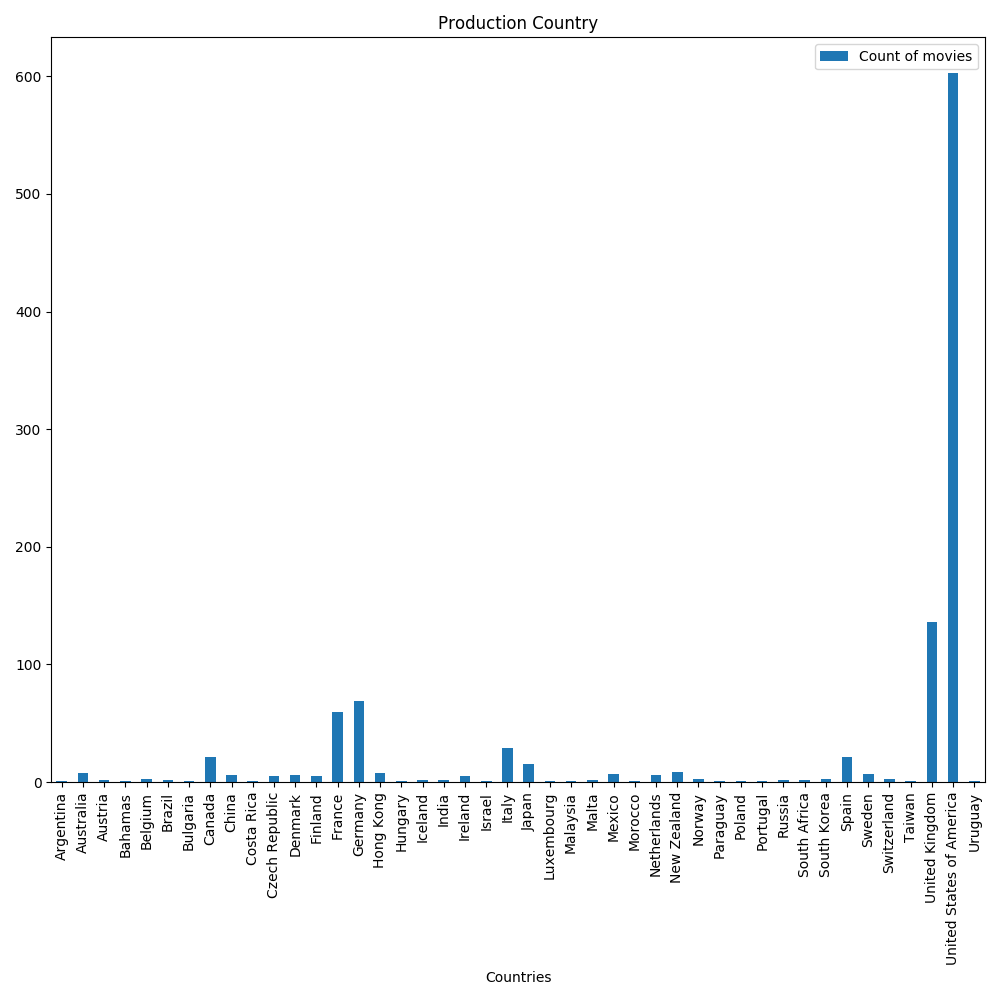 Production Country
Count of movies
600
500
400
300
200
100
0
Argentina
Australia
Austria
Bahamas
Belgium
Brazil
Bulgaria
Canada
China
Costa Rica
Czech Republic
Denmark
Finland
France
Germany
Hong Kong
Hungary
Iceland
India
Ireland
Israel
Italy
Japan
Luxembourg
Malaysia
Malta
Mexico
Morocco
Netherlands
New Zealand
Norway
Paraguay
Poland
Portugal
Russia
South Africa
South Korea
Spain
Sweden
Switzerland
Taiwan
United Kingdom
United States of America
Uruguay
Countries